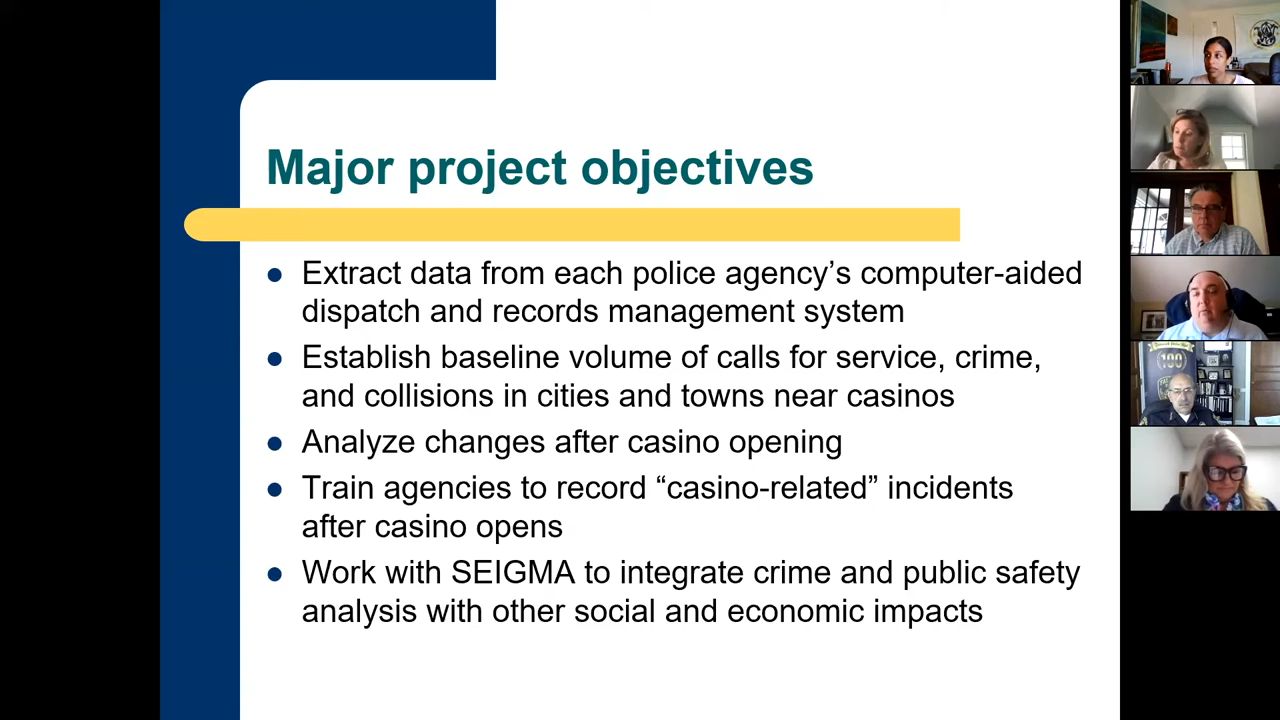 Major project objectives
Extract data from each police agency’s computer-aided
dispatch and records management system
Establish baseline volume of calls for service, crime,
and collisions in cities and towns near casinos
Analyze changes after casino opening
Train agencies to record “casino-related” incidents
after casino opens
Work with SEIGMA to integrate crime and public safety
analysis with other social and economic impacts
100